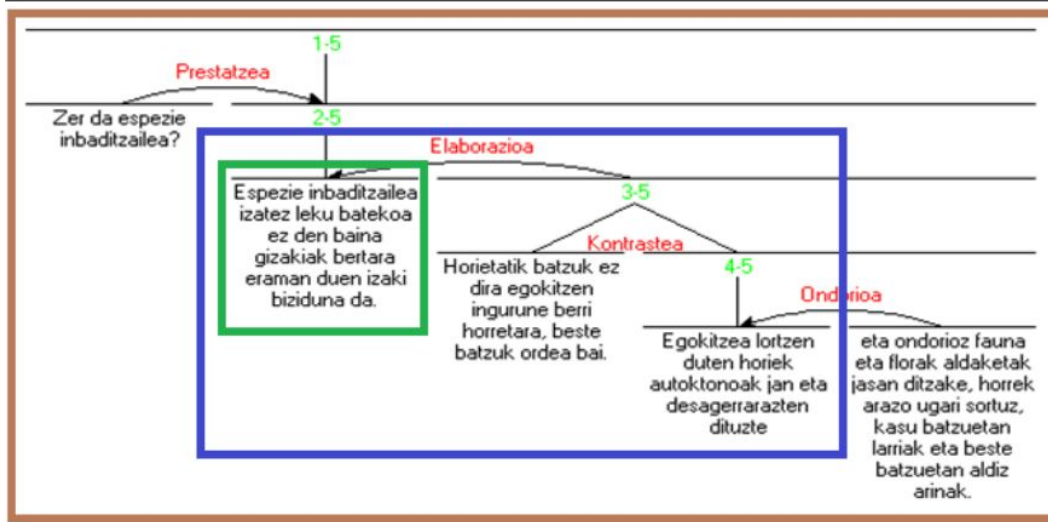 1-5
Prestatzea
Zer da espezie
inbaditzailea?
2-5
Elaborazioa
Espezie inbaditzailea
izatez leku batekoa
ez den baina
gizakiak bertara
eraman duen izaki
biziduna da.
3-5
Kontrastea
Horietatik batzuk ez
dira egokitzen
ingurune berri
horretara, beste
batzuk ordea bai.
4-5
Ondorioa
Egokitzea lortzen
duten horiek
autoktonoak jan eta
desagerrarazten
dituzte
eta ondorioz fauna
eta florak aldaketak
jasan ditzake, horrek
arazo ugari sortuz,
kasu batzuetan
larriak eta beste
batzuetan aldiz
arinak.